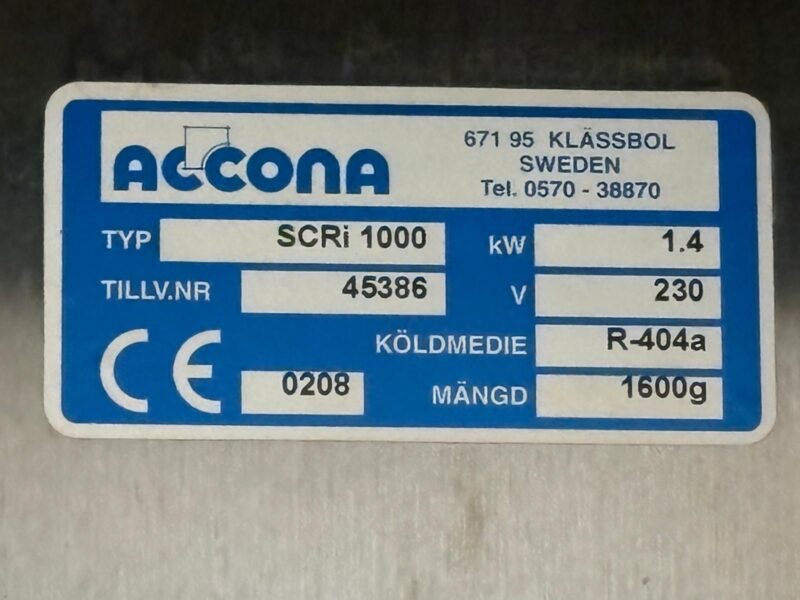 ACCONA
671 95 KLÄSSBOL
SWEDEN
Tel. 0570 - 38870
TYP SCRi 1000
kW 1.4
TILLV.NR 45386
V 230
KÖLDMEDIE R-404a
CE 0208
MÄNGD 1600g